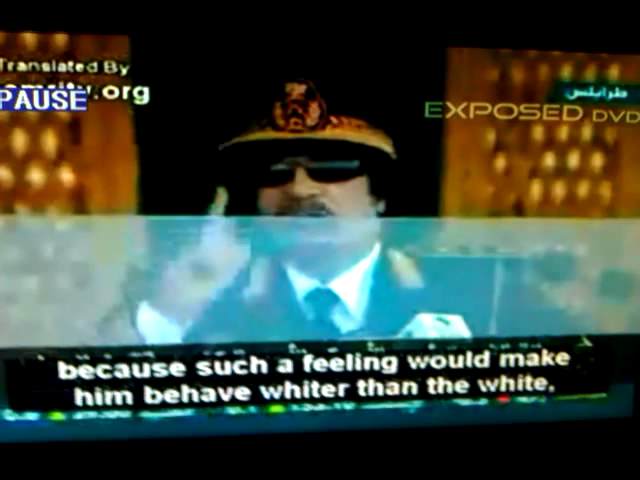 Translated By
.org
PAUSE
طرابلس
EXPOSED DVD
because such a feeling would make
him behave whiter than the white,